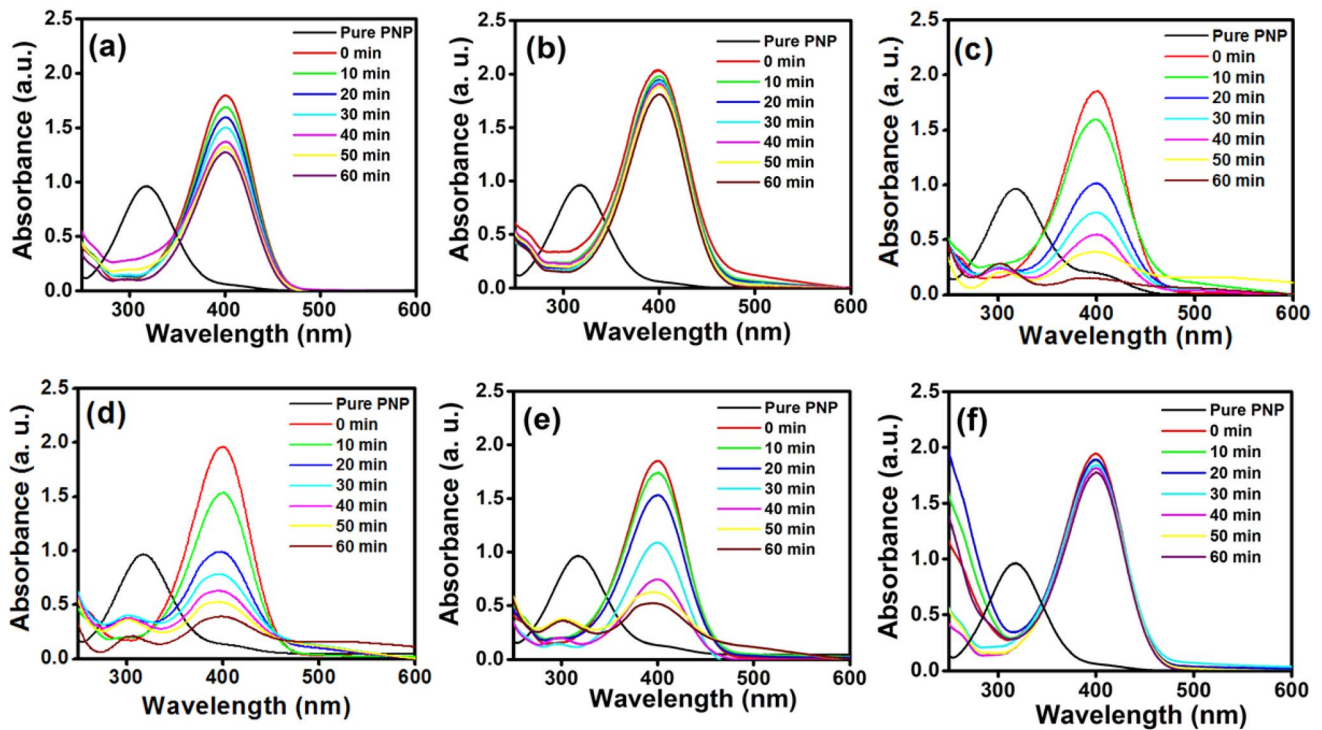 (a)
Pure PNP
0 min
10 min
20 min
30 min
40 min
50 min
60 min
2.5
2.0
1.5
1.0
0.5
0.0
Absorbance (a. u.)
300 400 500 600
Wavelength (nm)
(b)
Pure PNP
0 min
10 min
20 min
30 min
40 min
50 min
60 min
2.5
2.0
1.5
1.0
0.5
0.0
Absorbance (a. u.)
300 400 500 600
Wavelength (nm)
(c)
Pure PNP
0 min
10 min
20 min
30 min
40 min
50 min
60 min
2.5
2.0
1.5
1.0
0.5
0.0
Absorbance (a.u.)
300 400 500 600
Wavelength (nm)
(d)
Pure PNP
0 min
10 min
20 min
30 min
40 min
50 min
60 min
2.5
2.0
1.5
1.0
0.5
0.0
Absorbance (a. u.)
300 400 500 600
Wavelength (nm)
(e)
Pure PNP
0 min
10 min
20 min
30 min
40 min
50 min
60 min
2.5
2.0
1.5
1.0
0.5
0.0
Absorbance (a. u.)
300 400 500 600
Wavelength (nm)
(f)
Pure PNP
0 min
10 min
20 min
30 min
40 min
50 min
60 min
2.5
2.0
1.5
1.0
0.5
0.0
Absorbance (a.u.)
300 400 500 600
Wavelength (nm)